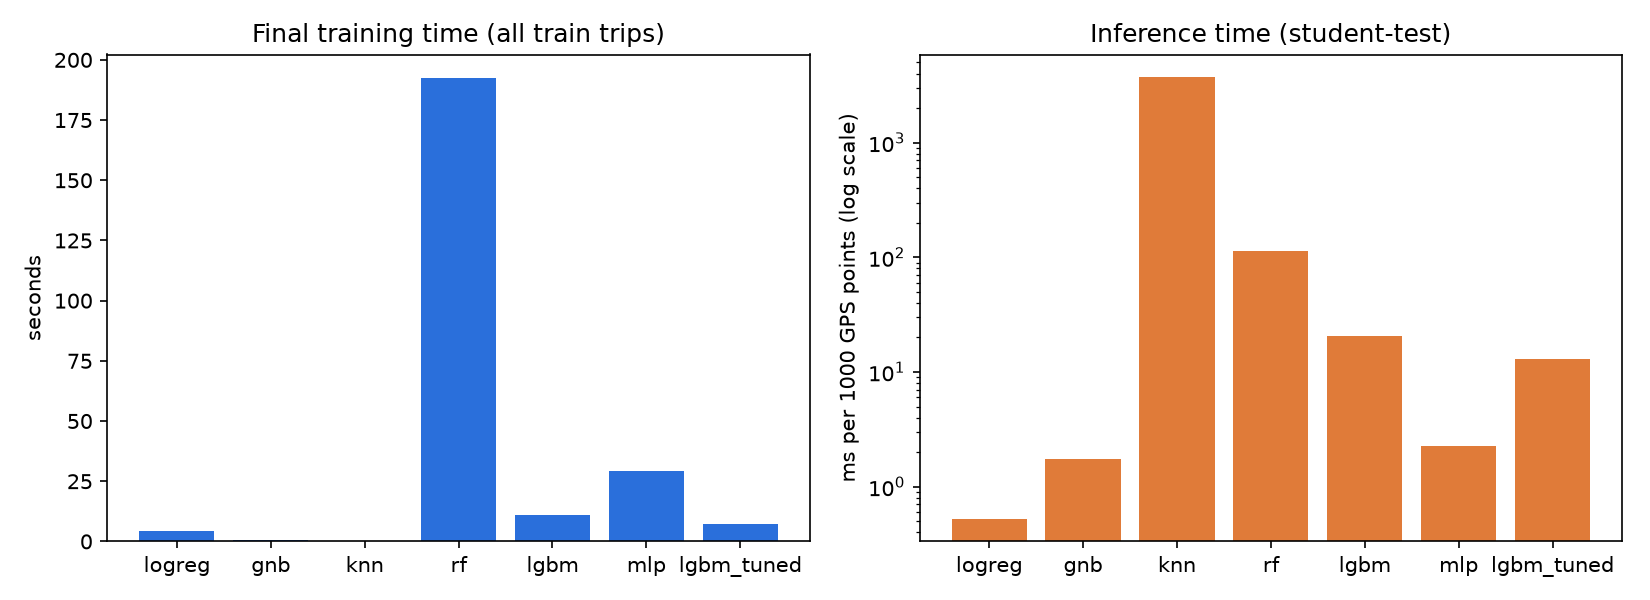 Final training time (all train trips)
seconds
200
175
150
125
100
75
50
25
0
logreg gnb knn rf lgbm mlp lgbm_tuned
Inference time (student-test)
ms per 1000 GPS points (log scale)
10³
10²
10¹
10⁰
logreg gnb knn rf lgbm mlp lgbm_tuned